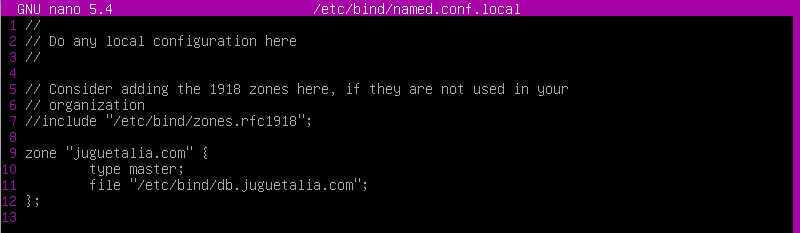 GNU nano 5.4 /etc/bind/named.conf.local
1 //
2 // Do any local configuration here
3 //
4
5 // Consider adding the 1918 zones here, if they are not used in your
6 // organization
7 //include "/etc/bind/zones.rfc1918";
8
9 zone "juguetalia.com" {
10 type master;
11 file "/etc/bind/db.juguetalia.com";
12 };
13